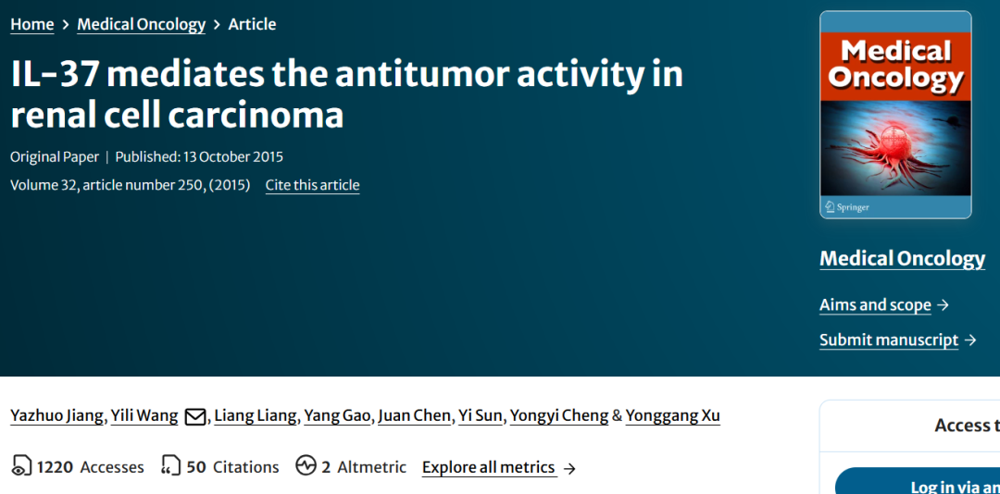 Home > Medical Oncology > Article
IL-37 mediates the antitumor activity in
renal cell carcinoma
Original Paper | Published: 13 October 2015
Volume 32, article number 250, (2015) Cite this article
Medical
Oncology
Springer
Medical Oncology
Aims and scope →
Submit manuscript →
Yazhuo Jiang, Yili Wang, Liang Liang, Yang Gao, Juan Chen, Yi Sun, Yongyi Cheng & Yonggang Xu
1220 Accesses 50 Citations 2 Altmetric Explore all metrics →
Access t
Log in via an